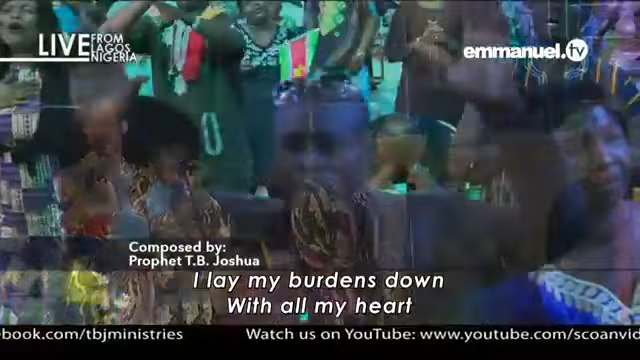 LIVE FROM
LAGOS
NIGERIA
emmanuel.tv
Composed by:
Prophet T.B. Joshua
I lay my burdens down
With all my heart
ebook.com/tbjministries Watch us on YouTube: www.youtube.com/scoanvid